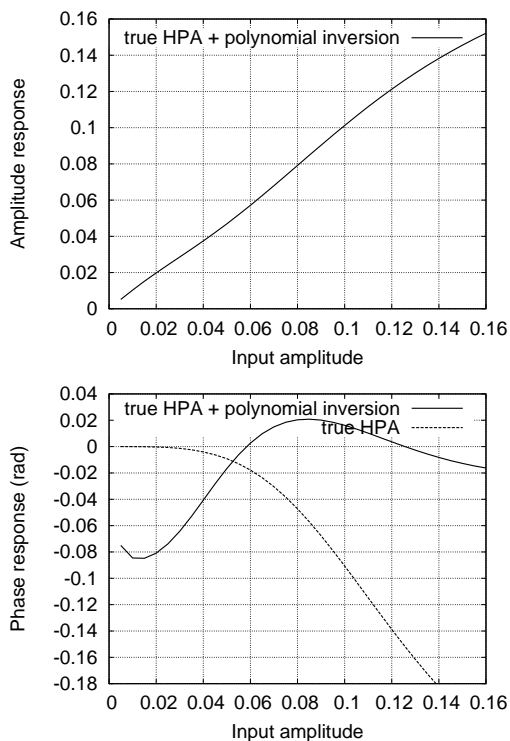 0.16
true HPA + polynomial inversion
0.14
0.12
0.1
0.08
0.06
0.04
0.02
0
Amplitude response
0 0.02 0.04 0.06 0.08 0.1 0.12 0.14 0.16
Input amplitude
0.04
true HPA + polynomial inversion
0.02
true HPA
0
-0.02
-0.04
-0.06
-0.08
-0.1
-0.12
-0.14
-0.16
-0.18
Phase response (rad)
0 0.02 0.04 0.06 0.08 0.1 0.12 0.14 0.16
Input amplitude